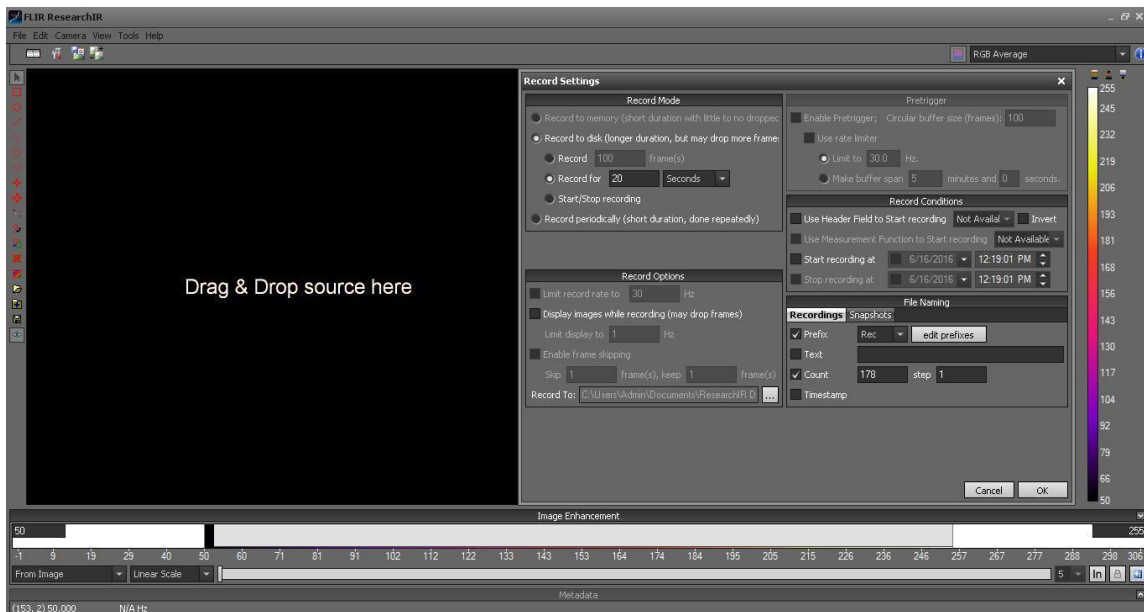 FLIR ResearchIR
File Edit Camera View Tools Help
RGB Average
Drag & Drop source here
Record Settings
Record Mode
Record to memory (short duration with little to no dropped
Record to disk (longer duration, but may drop more frame
Record 100 frame(s)
Record for 20 Seconds
Start/Stop recording
Record periodically (short duration, done repeatedly)
Record Options
Limit record rate to 30 Hz
Display images while recording (may drop frames)
Limit display to 1 Hz
Enable frame skipping
Skip 1 frame(s), keep 1 frame(s)
Record To: C:\Users\Admin\Documents\ResearchIR D ...
Pretrigger
Enable Pretrigger; Circular buffer size (frames): 100
Use rate limiter
Limit to 30.0 Hz.
Make buffer span 5 minutes and 0 seconds.
Record Conditions
Use Header Field to Start recording Not Availal Invert
Use Measurement Function to Start recording Not Available
Start recording at 6/16/2016 12:19:01 PM
Stop recording at 6/16/2016 12:19:01 PM
File Naming
Recordings Snapshots
Prefix Rec edit prefixes
Text
Count 178 step 1
Timestamp
Cancel OK
255
245
232
219
206
193
181
168
156
143
130
117
104
92
79
66
50
Image Enhancement
50 255
-1 9 19 29 40 50 60 71 81 91 102 112 122 133 143 153 164 174 184 195 205 215 226 236 246 257 267 277 288 298 306
From Image Linear Scale 5 In
Metadata
(153, 2) 50.000 N/A Hz